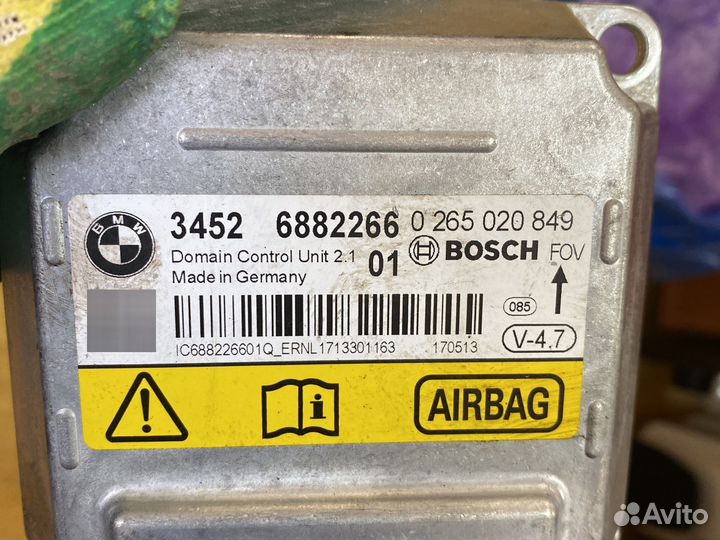 BMW
3452 6882266 0 265 020 849
Domain Control Unit 2.1 01 BOSCH FOV
Made in Germany
085
IC688226601Q_ERNL1713301163 170513 V-4.7
AIRBAG
Avito